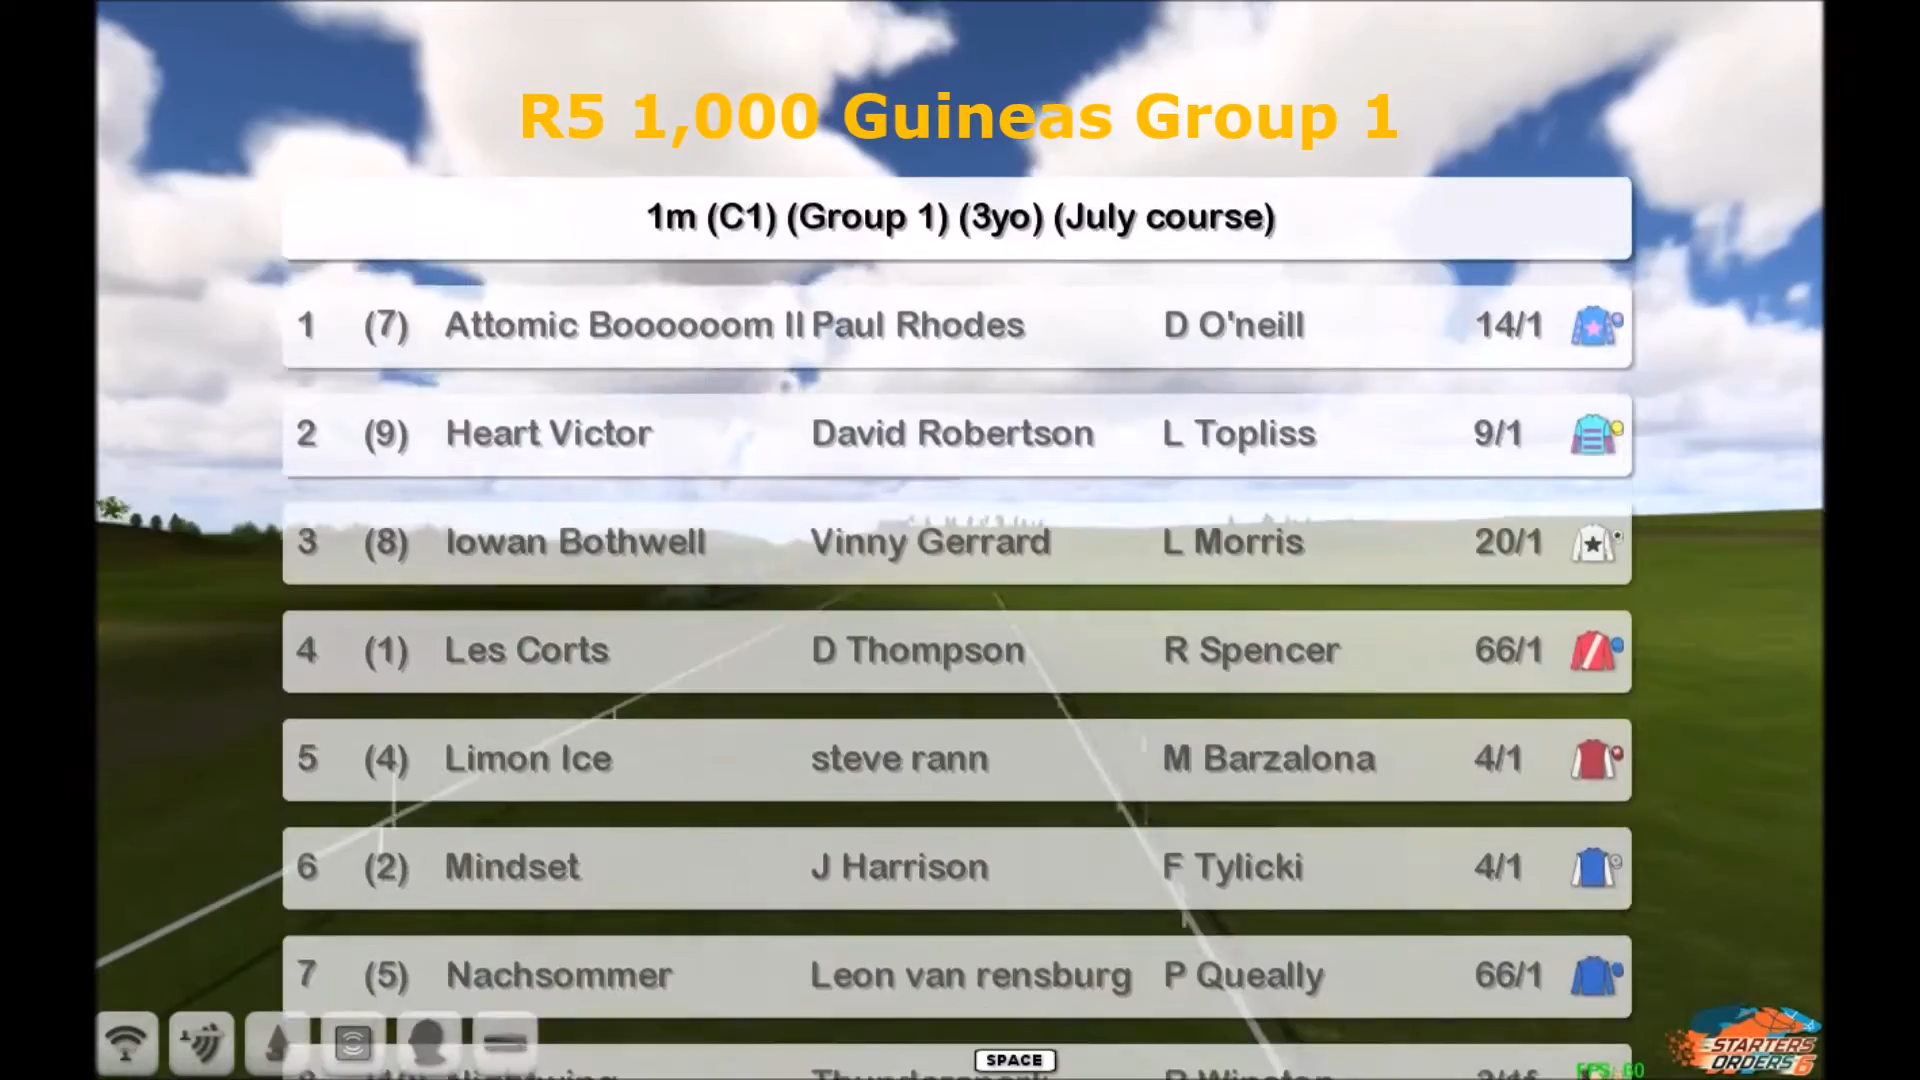 R5 1,000 Guineas Group 1
1m (C1) (Group 1) (3yo) (July course)
1 (7) Attomic Boooooom II Paul Rhodes D O'neill 14/1
2 (9) Heart Victor David Robertson L Topliss 9/1
3 (8) Iowan Bothwell Vinny Gerrard L Morris 20/1
4 (1) Les Corts D Thompson R Spencer 66/1
5 (4) Limon Ice steve rann M Barzalona 4/1
6 (2) Mindset J Harrison F Tylicki 4/1
7 (5) Nachsommer Leon van rensburg P Queally 66/1
SPACE
STARTERS
ORDERS 6
FPS: 60